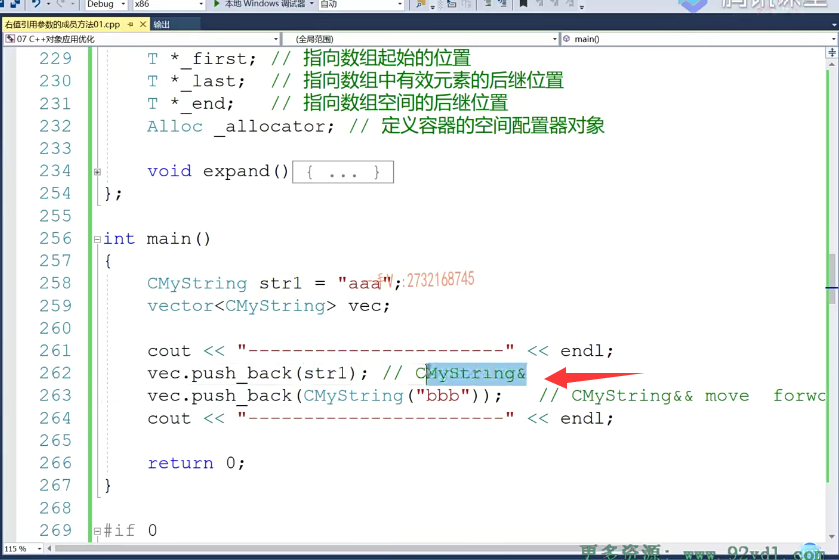 Debug x86 本地 Windows 调试器 自动
右值引用参数的成员方法01.cpp 输出
07 C++对象应用优化 (全局范围) main()
229 T *_first; // 指向数组起始的位置
230 T *_last; // 指向数组中有效元素的后继位置
231 T *_end; // 指向数组空间的后继位置
232 Alloc _allocator; // 定义容器的空间配置器对象
233
234 void expand(){ ... }
254 };
255
256 int main()
257 {
258 CMyString str1 = "aaa"; :2732168745
259 vector<CMyString> vec;
260
261 cout << "-----------------------" << endl;
262 vec.push_back(str1); // CMyString&
263 vec.push_back(CMyString("bbb")); // CMyString&& move forwo
264 cout << "-----------------------" << endl;
265
266 return 0;
267 }
268
269 #if 0
115 %
更多资源: www.92vdl.com